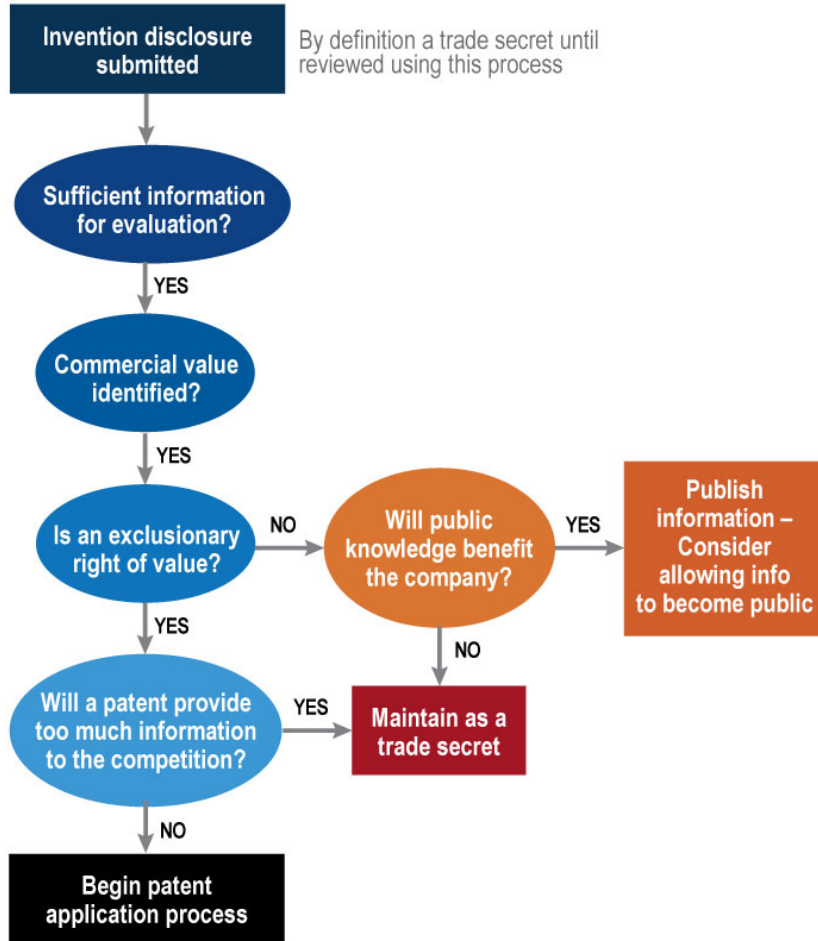 Invention disclosure
submitted
By definition a trade secret until
reviewed using this process
Sufficient information
for evaluation?
YES
Commercial value
identified?
YES
Is an exclusionary
right of value?
NO
Will public
knowledge benefit
the company?
YES
Publish
information –
Consider
allowing info
to become public
YES
NO
Will a patent provide
too much information
to the competition?
YES
Maintain as a
trade secret
NO
Begin patent
application process